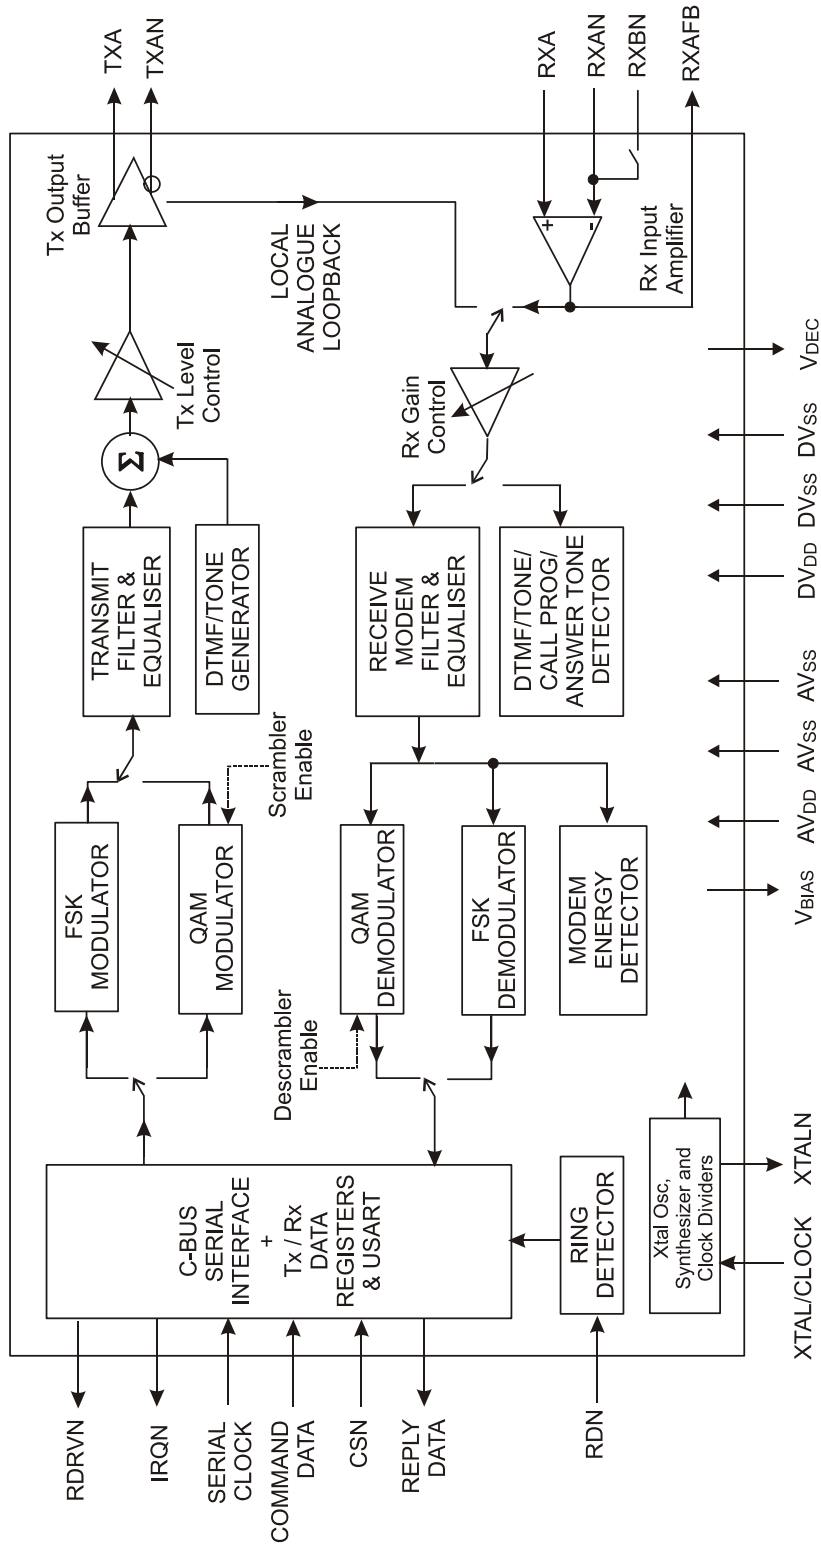 TXA
TXAN
RXA
RXAN
RXBN
RXAFB
Tx Output
Buffer
LOCAL
ANALOGUE
LOOPBACK
+
-
Rx Input
Amplifier
Tx Level
Control
Rx Gain
Control
Σ
TRANSMIT
FILTER &
EQUALISER
DTMF/TONE
GENERATOR
RECEIVE
MODEM
FILTER &
EQUALISER
DTMF/TONE/
CALL PROG/
ANSWER TONE
DETECTOR
Scrambler
Enable
FSK
MODULATOR
QAM
MODULATOR
QAM
DEMODULATOR
FSK
DEMODULATOR
MODEM
ENERGY
DETECTOR
Descrambler
Enable
C-BUS
SERIAL
INTERFACE
+
Tx / Rx
DATA
REGISTERS
& USART
RING
DETECTOR
Xtal Osc,
Synthesizer and
Clock Dividers
RDRVN
IRQN
SERIAL
CLOCK
COMMAND
DATA
CSN
REPLY
DATA
RDN
XTAL/CLOCK
XTALN
VBIAS
AVDD
AVSS
AVSS
DVDD
DVSS
DVSS
VDEC